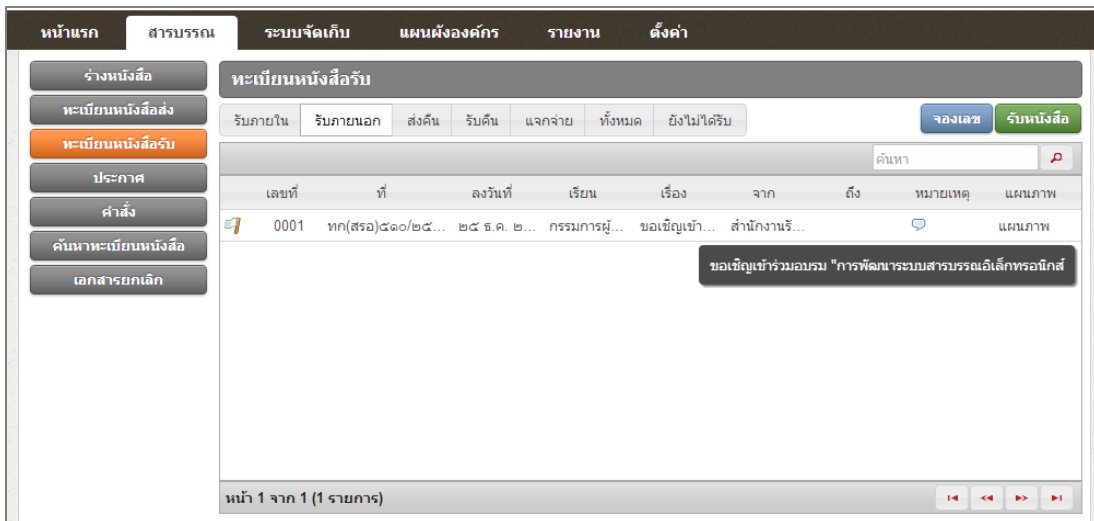 หน้าแรก สารบรรณ ระบบจัดเก็บ แผนผังองค์กร รายงาน ตั้งค่า
ร่างหนังสือ
ทะเบียนหนังสือส่ง
ทะเบียนหนังสือรับ
ประกาศ
คำสั่ง
ค้นหาทะเบียนหนังสือ
เอกสารยกเลิก
ทะเบียนหนังสือรับ
รับภายใน รับภายนอก ส่งคืน รับคืน แจกจ่าย ทั้งหมด ยังไม่ได้รับ จองเลข รับหนังสือ
ค้นหา
เลขที่ ที่ ลงวันที่ เรียน เรื่อง จาก ถึง หมายเหตุ แผนภาพ
0001 ทก(สรอ)๕๑๐/๒๕... ๒๕ ธ.ค. ๒... กรรมการผู้... ขอเชิญเข้า... สำนักงานรั... แผนภาพ
ขอเชิญเข้าร่วมอบรม "การพัฒนาระบบสารบรรณอิเล็กทรอนิกส์
หน้า 1 จาก 1 (1 รายการ)